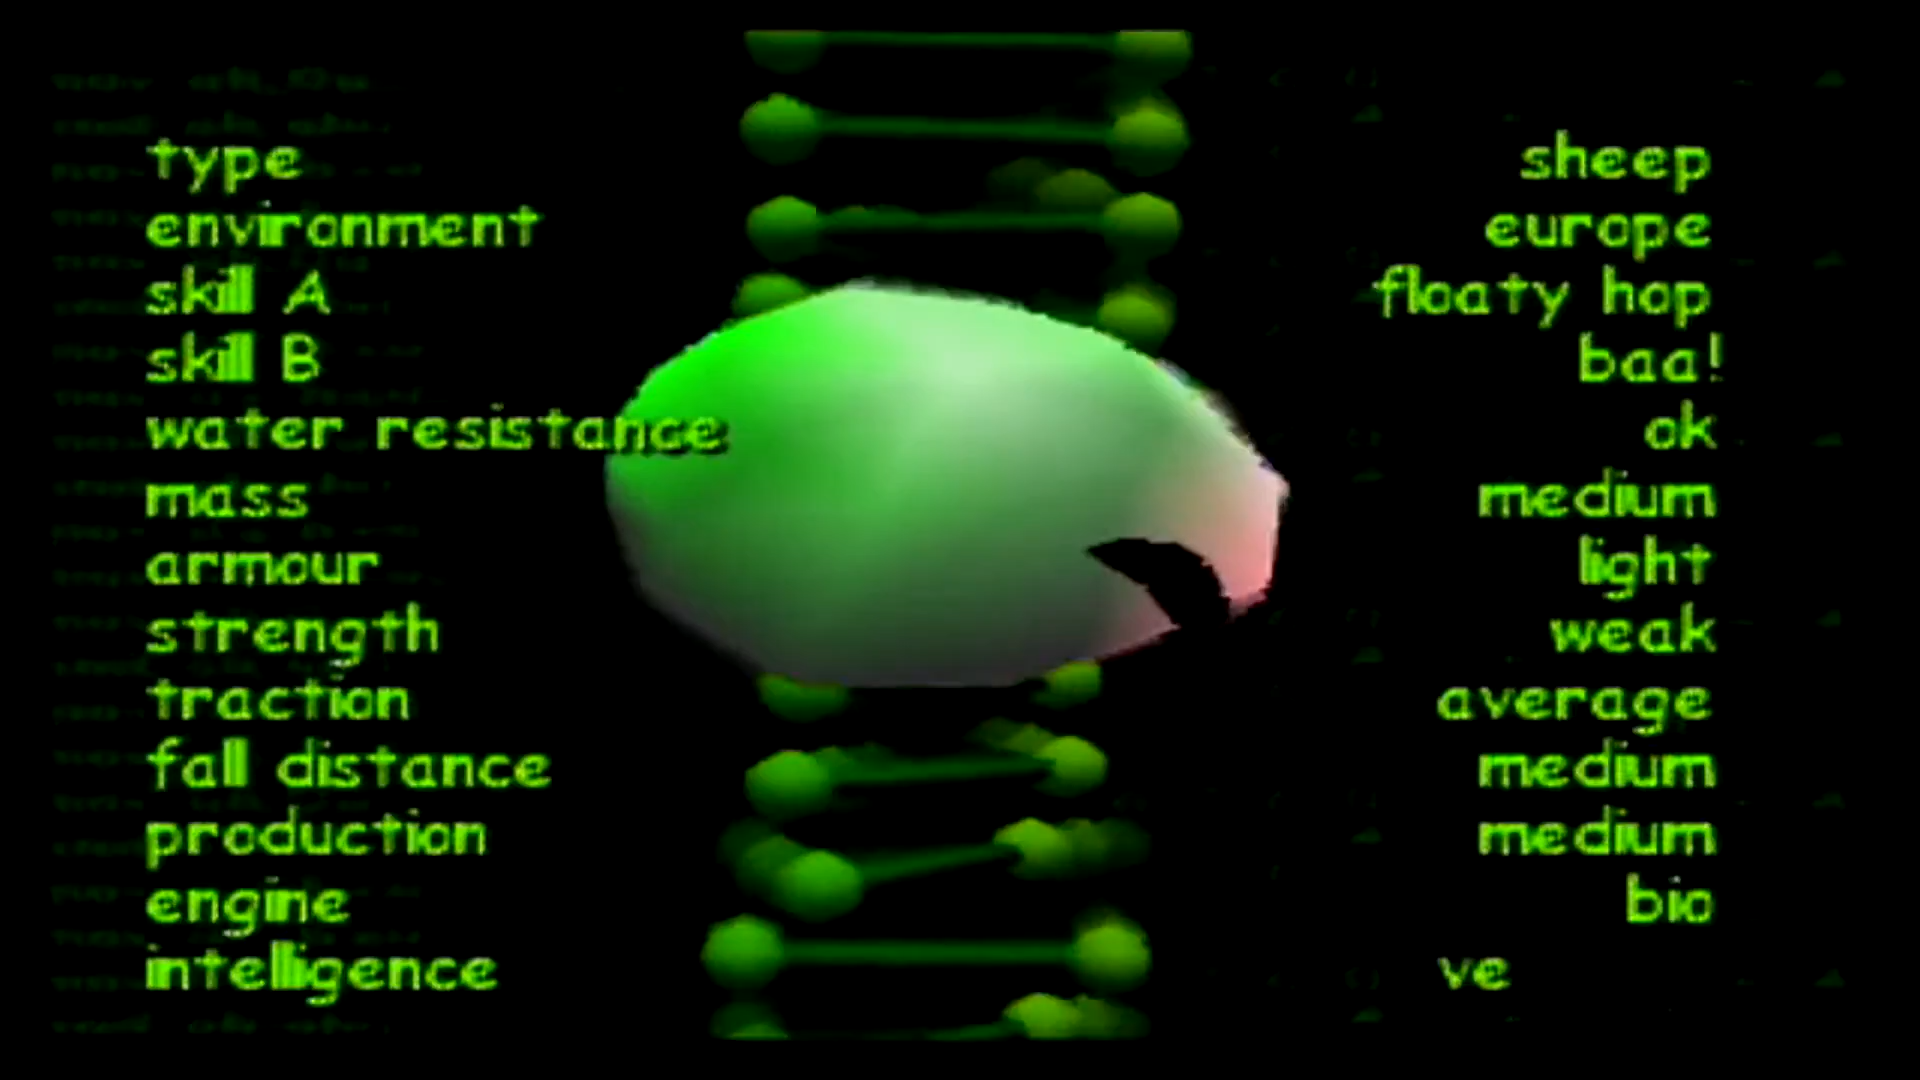 type sheep
environment europe
skill A floaty hop
skill B baa!
water resistance ok
mass medium
armour light
strength weak
traction average
fall distance medium
production medium
engine bio
intelligence ve